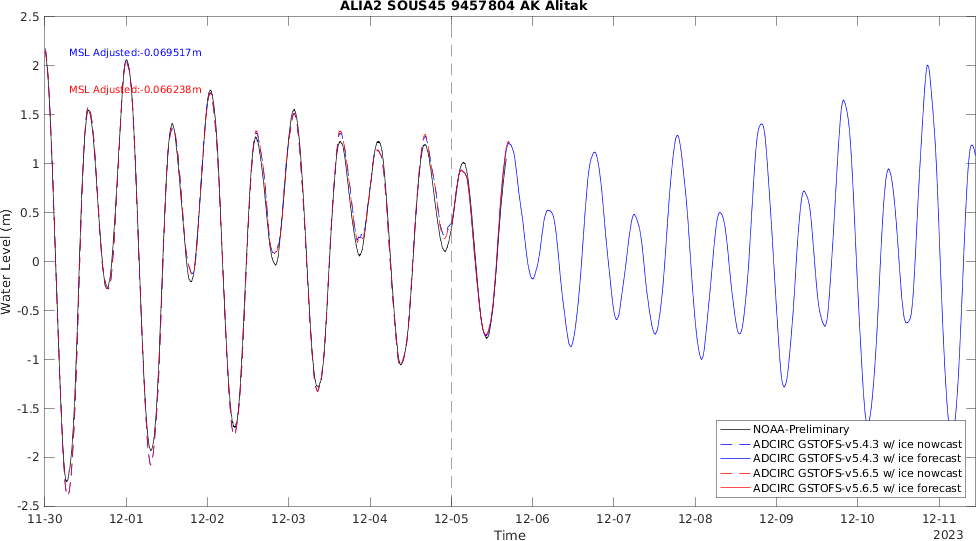 ALIA2 SOUS45 9457804 AK Alitak
MSL Adjusted:-0.069517m
MSL Adjusted:-0.066238m
Water Level (m)
2.5
2
1.5
1
0.5
0
-0.5
-1
-1.5
-2
-2.5
NOAA-Preliminary
ADCIRC GSTOFS-v5.4.3 w/ ice nowcast
ADCIRC GSTOFS-v5.4.3 w/ ice forecast
ADCIRC GSTOFS-v5.6.5 w/ ice nowcast
ADCIRC GSTOFS-v5.6.5 w/ ice forecast
11-30 12-01 12-02 12-03 12-04 12-05 12-06 12-07 12-08 12-09 12-10 12-11
Time
2023